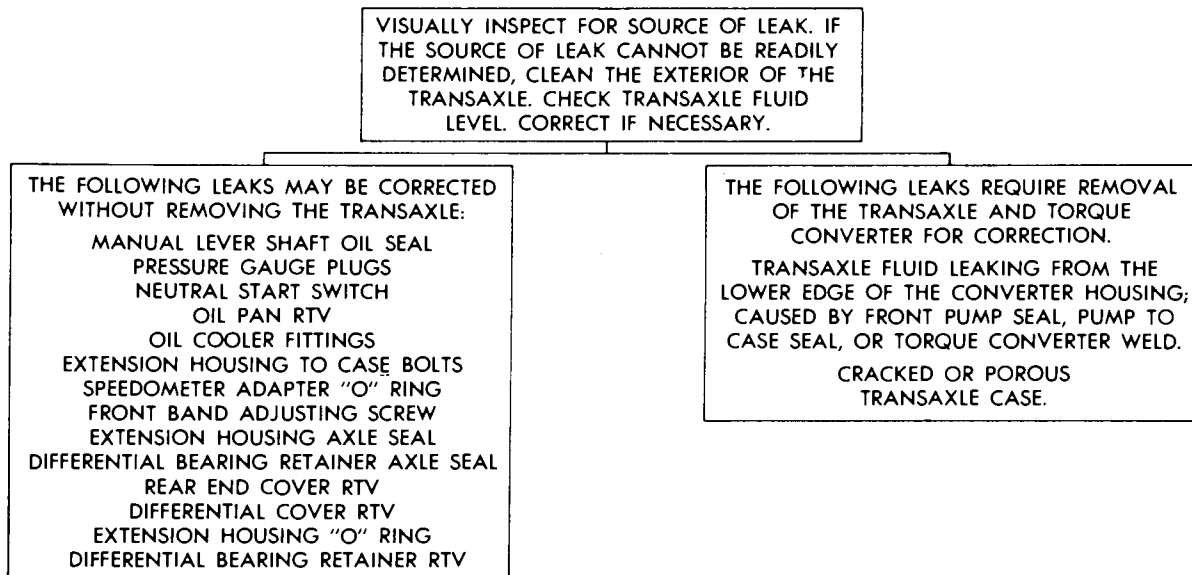 VISUALLY INSPECT FOR SOURCE OF LEAK. IF
THE SOURCE OF LEAK CANNOT BE READILY
DETERMINED, CLEAN THE EXTERIOR OF THE
TRANSAXLE. CHECK TRANSAXLE FLUID
LEVEL. CORRECT IF NECESSARY.
THE FOLLOWING LEAKS MAY BE CORRECTED
WITHOUT REMOVING THE TRANSAXLE:
MANUAL LEVER SHAFT OIL SEAL
PRESSURE GAUGE PLUGS
NEUTRAL START SWITCH
OIL PAN RTV
OIL COOLER FITTINGS
EXTENSION HOUSING TO CASE BOLTS
SPEEDOMETER ADAPTER "O" RING
FRONT BAND ADJUSTING SCREW
EXTENSION HOUSING AXLE SEAL
DIFFERENTIAL BEARING RETAINER AXLE SEAL
REAR END COVER RTV
DIFFERENTIAL COVER RTV
EXTENSION HOUSING "O" RING
DIFFERENTIAL BEARING RETAINER RTV
THE FOLLOWING LEAKS REQUIRE REMOVAL
OF THE TRANSAXLE AND TORQUE
CONVERTER FOR CORRECTION.
TRANSAXLE FLUID LEAKING FROM THE
LOWER EDGE OF THE CONVERTER HOUSING;
CAUSED BY FRONT PUMP SEAL, PUMP TO
CASE SEAL, OR TORQUE CONVERTER WELD.
CRACKED OR POROUS
TRANSAXLE CASE.